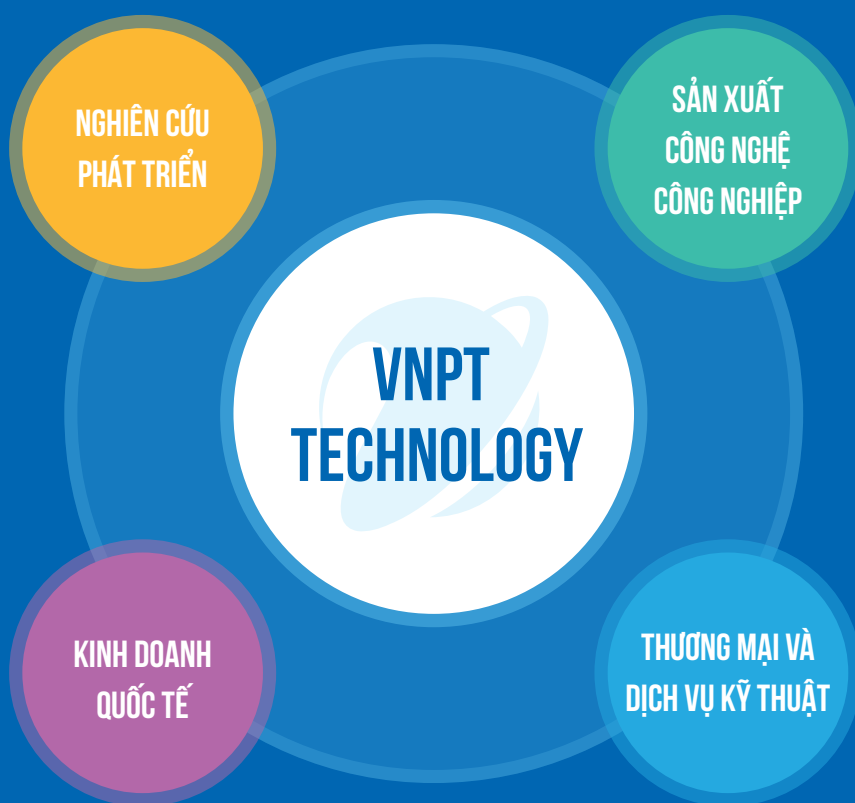 NGHIÊN CỨU
PHÁT TRIỂN
SẢN XUẤT
CÔNG NGHỆ
CÔNG NGHIỆP
VNPT
TECHNOLOGY
KINH DOANH
QUỐC TẾ
THƯƠNG MẠI VÀ
DỊCH VỤ KỸ THUẬT